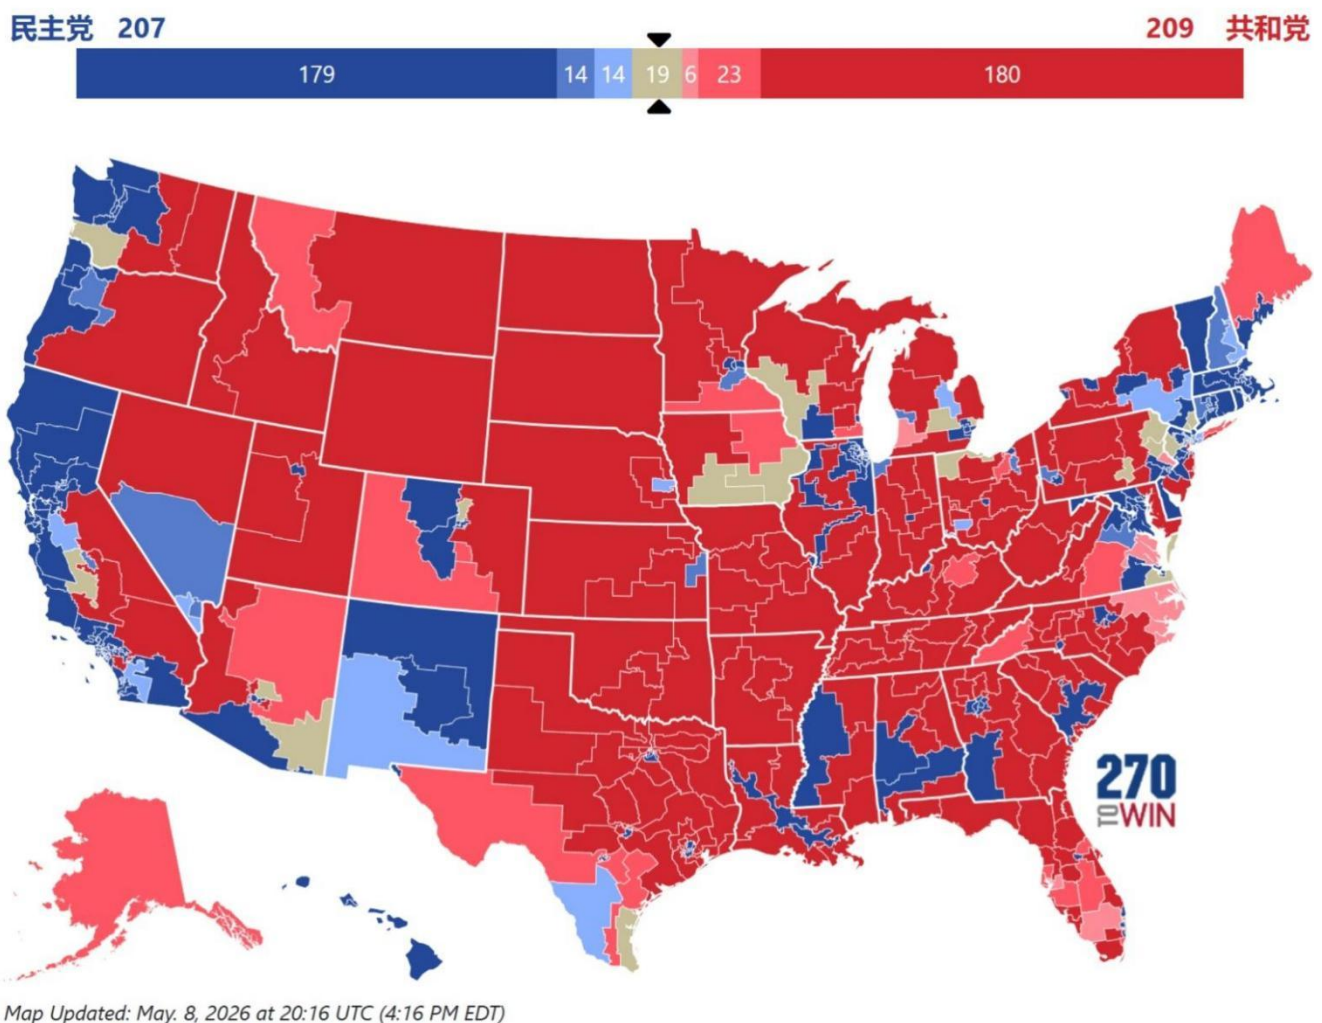 民主党 207
209 共和党
179 14 14 19 6 23 180
270
TO WIN
Map Updated: May. 8, 2026 at 20:16 UTC (4:16 PM EDT)